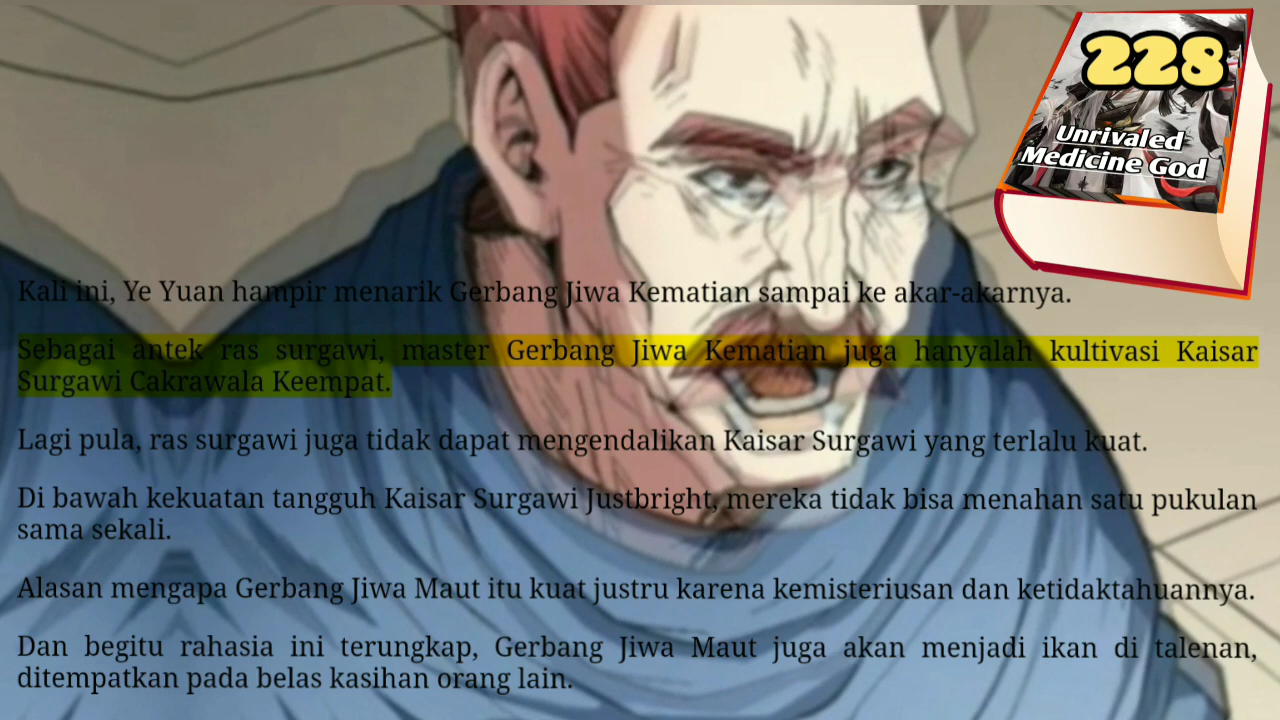 228
Unrivaled
Medicine God
Kali ini, Ye Yuan hampir menarik Gerbang Jiwa Kematian sampai ke akar-akarnya.
Sebagai antek ras surgawi, master Gerbang Jiwa Kematian juga hanyalah kultivasi Kaisar
Surgawi Cakrawala Keempat.
Lagi pula, ras surgawi juga tidak dapat mengendalikan Kaisar Surgawi yang terlalu kuat.
Di bawah kekuatan tangguh Kaisar Surgawi Justbright, mereka tidak bisa menahan satu pukulan
sama sekali.
Alasan mengapa Gerbang Jiwa Maut itu kuat justru karena kemisteriusan dan ketidaktahuannya.
Dan begitu rahasia ini terungkap, Gerbang Jiwa Maut juga akan menjadi ikan di talenan,
ditempatkan pada belas kasihan orang lain.